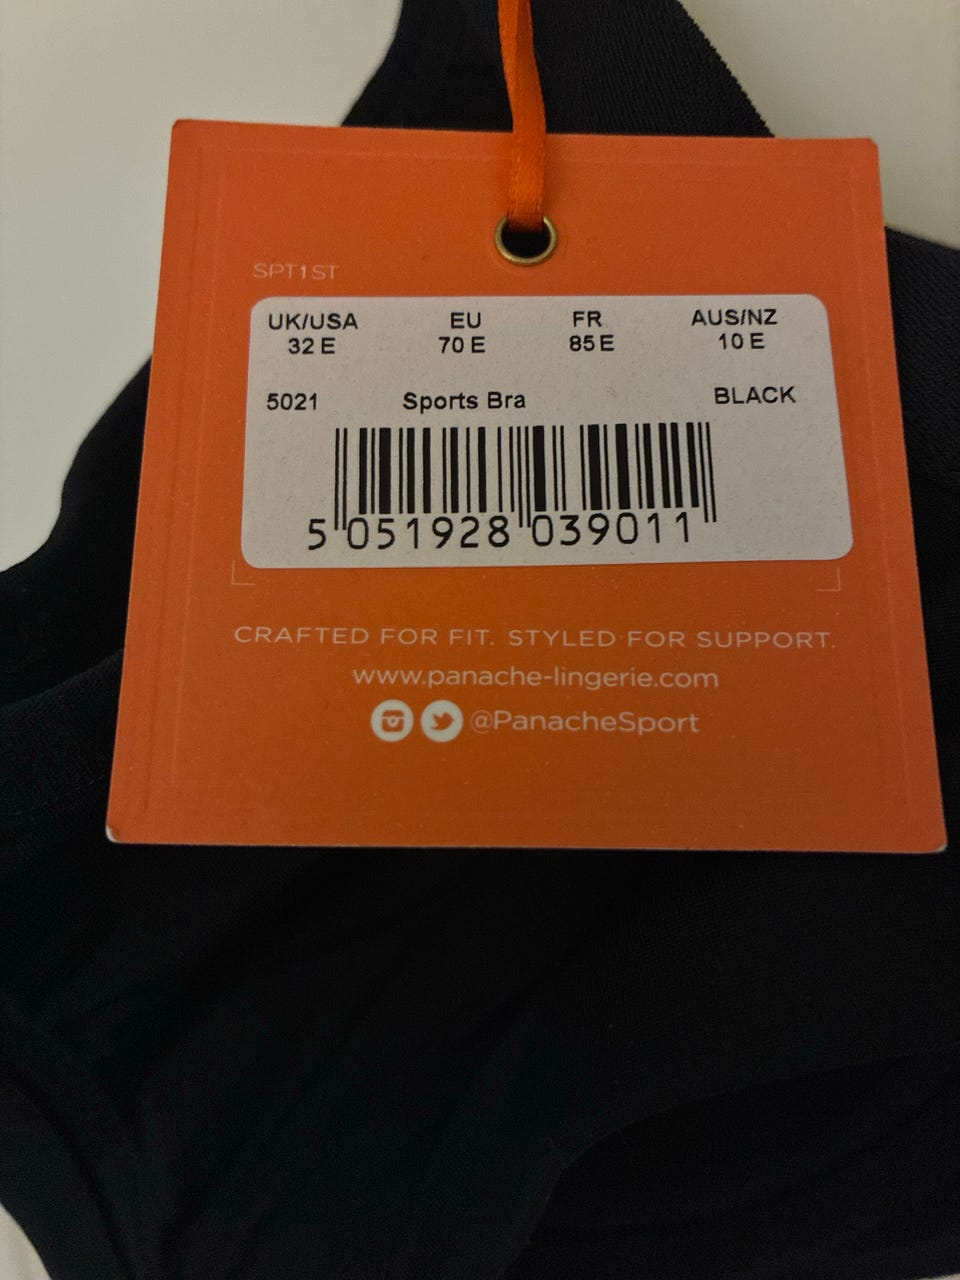 SPT1ST
UK/USA EU FR AUS/NZ
32 E 70 E 85 E 10 E
5021 Sports Bra BLACK
5 051928 039011
CRAFTED FOR FIT. STYLED FOR SUPPORT.
www.panache-lingerie.com
@PanacheSport